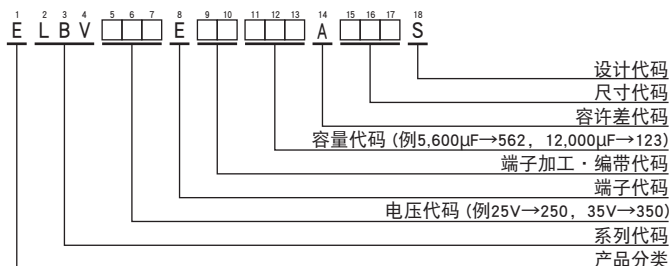 1 2 3 4 5 6 7 8 9 10 11 12 13 14 15 16 17 18
E L B V □□□ E □□ □□□ A □□□ S
设计代码
尺寸代码
容许差代码
容量代码 (例5,600μF→562，12,000μF→123)
端子加工・编带代码
端子代码
电压代码 (例25V→250，35V→350)
系列代码
产品分类